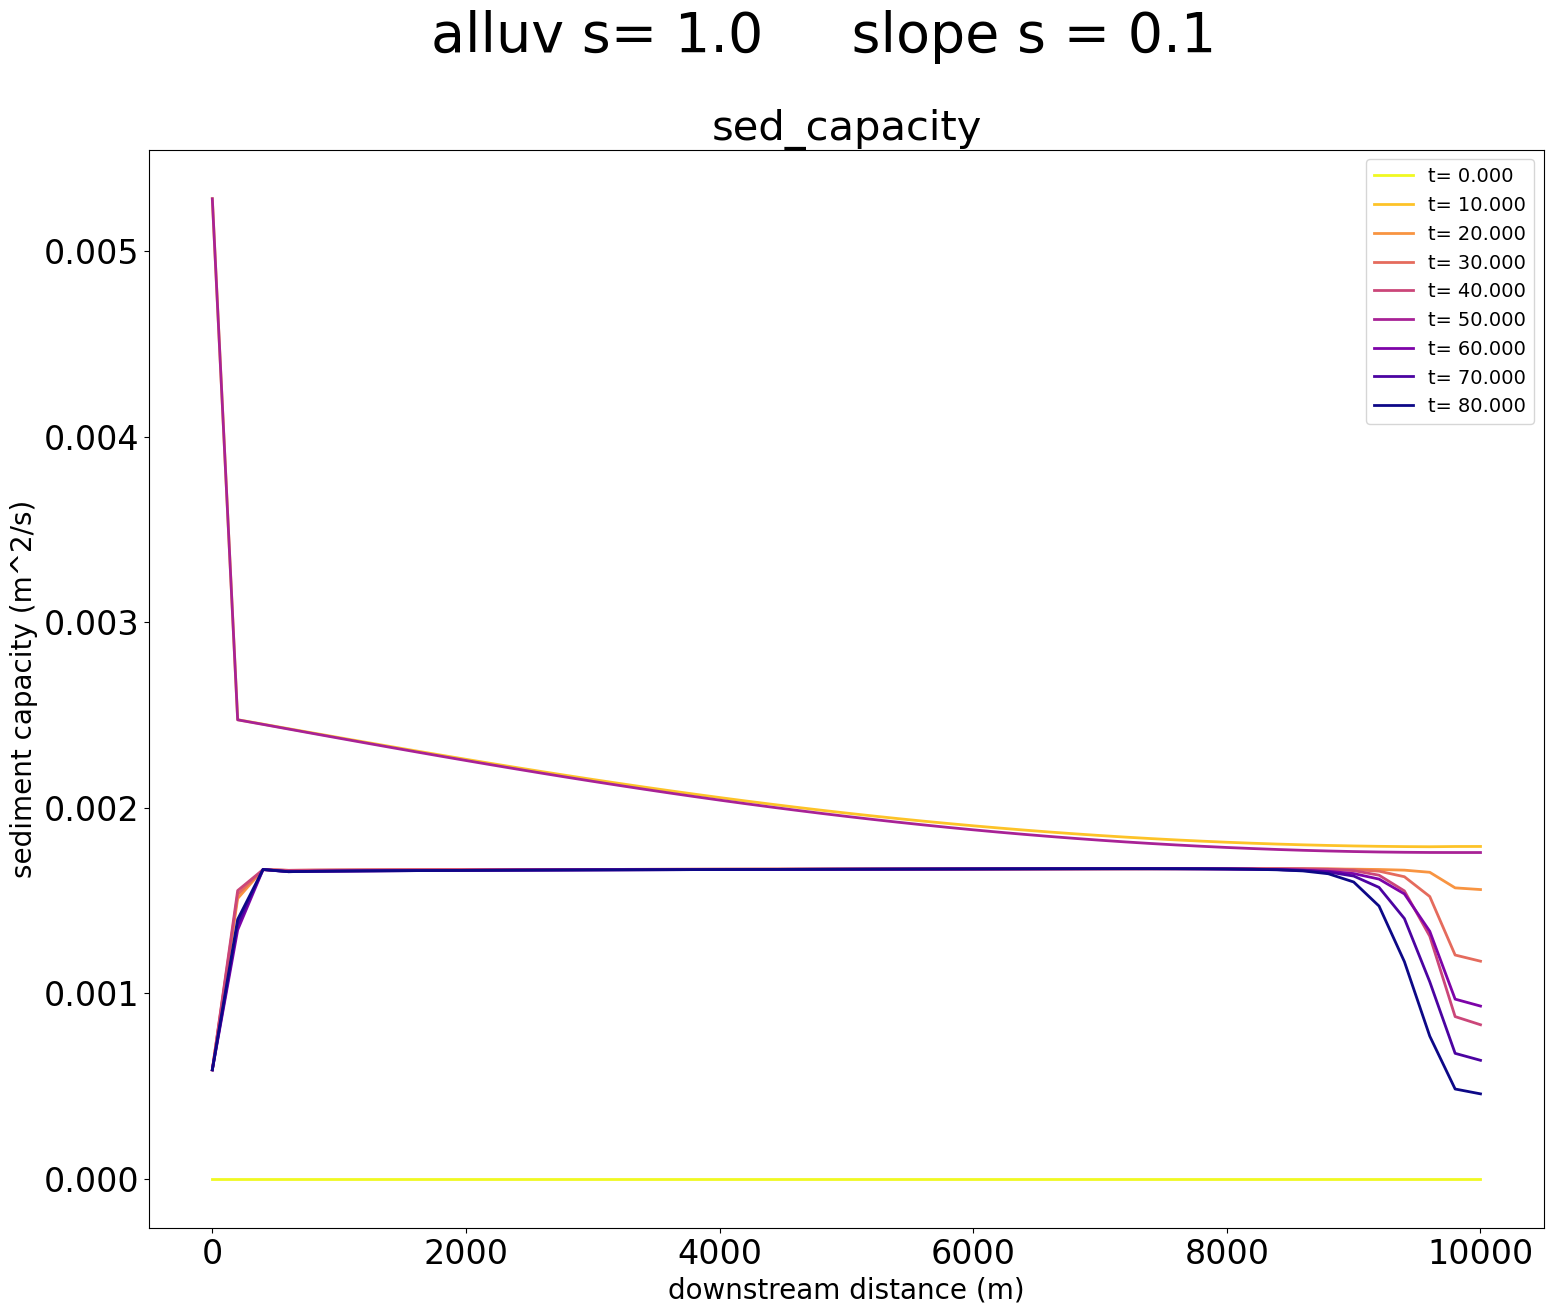 alluv s= 1.0     slope s = 0.1
sed_capacity
sediment capacity (m^2/s)
0.005
0.004
0.003
0.002
0.001
0.000
t= 0.000
t= 10.000
t= 20.000
t= 30.000
t= 40.000
t= 50.000
t= 60.000
t= 70.000
t= 80.000
0 2000 4000 6000 8000 10000
downstream distance (m)